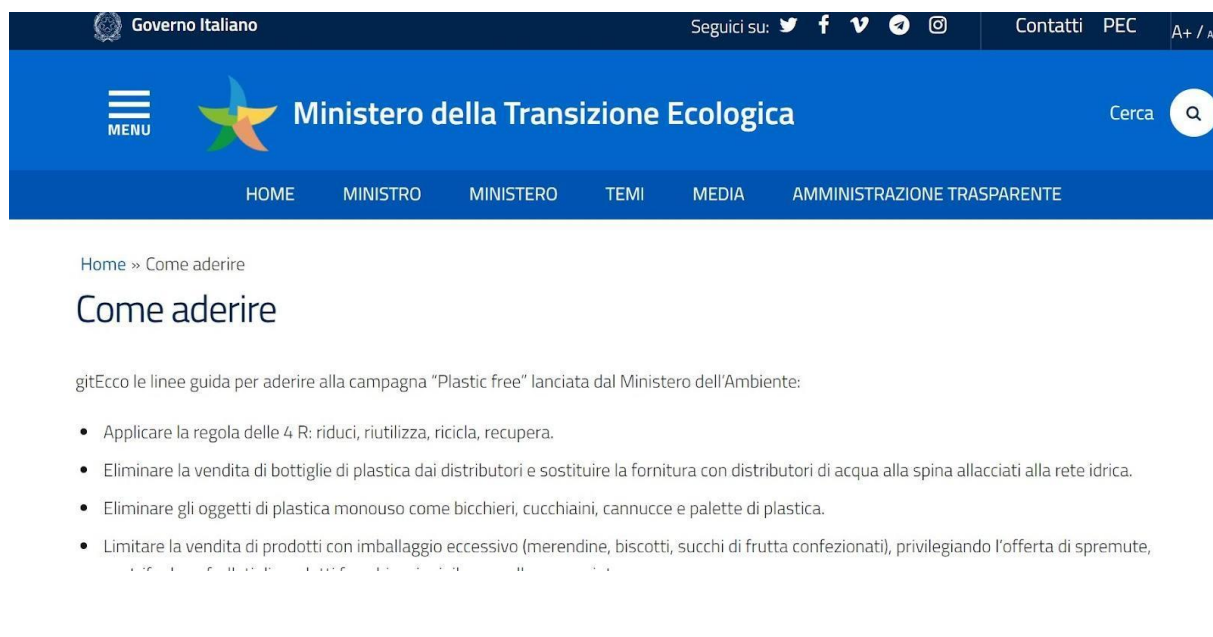 Governo Italiano
Seguici su:
Contatti PEC
A+ / A
MENU
Ministero della Transizione Ecologica
Cerca
HOME MINISTRO MINISTERO TEMI MEDIA AMMINISTRAZIONE TRASPARENTE
Home » Come aderire
Come aderire
gitEcco le linee guida per aderire alla campagna “Plastic free” lanciata dal Ministero dell’Ambiente:
• Applicare la regola delle 4 R: riduci, riutilizza, ricicla, recupera.
• Eliminare la vendita di bottiglie di plastica dai distributori e sostituire la fornitura con distributori di acqua alla spina allacciati alla rete idrica.
• Eliminare gli oggetti di plastica monouso come bicchieri, cucchiaini, cannucce e palette di plastica.
• Limitare la vendita di prodotti con imballaggio eccessivo (merendine, biscotti, succhi di frutta confezionati), privilegiando l’offerta di spremute,